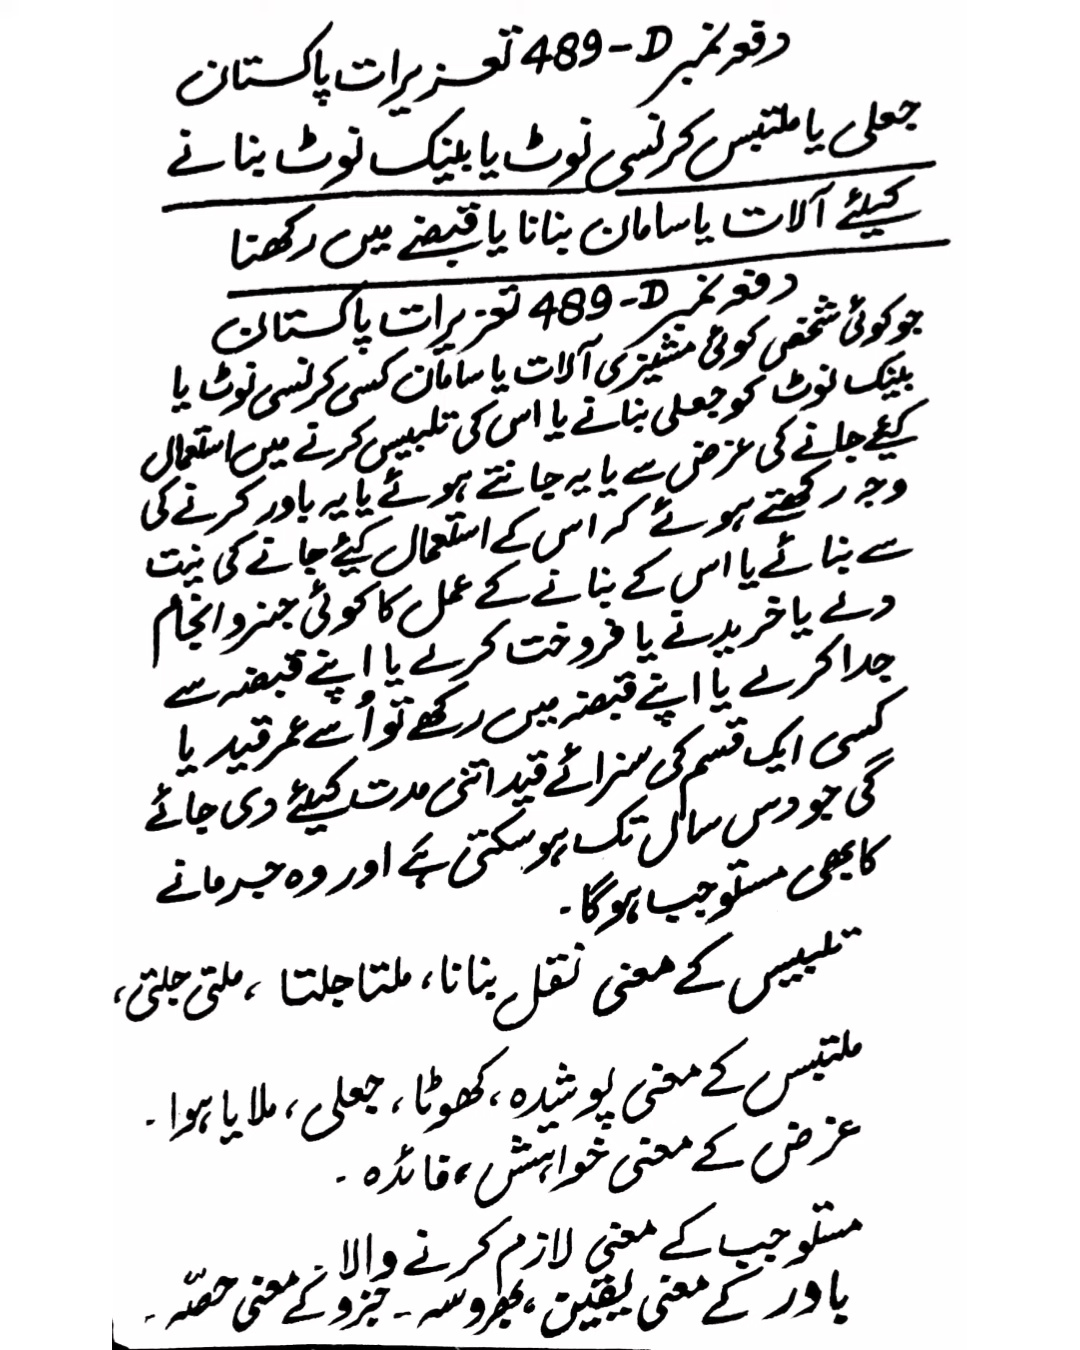 دفعہ نمبر 489-D تعزیرات پاکستان
جعلی یا ملتبس کرنسی نوٹ یا بینک نوٹ بنانے
کیلئے آلات یا سامان بنانا یا قبضے میں رکھنا
دفعہ نمبر 489-D تعزیرات پاکستان
جو کوئی شخص کوئی مشینری آلات یا سامان کسی کرنسی نوٹ یا
بینک نوٹ کو جعلی بنانے یا اس کی تلبیس کرنے میں استعمال
کیئے جانے کی غرض سے یا یہ جانتے ہوئے یا یہ باور کرنے کی
وجہ رکھتے ہوئے کہ اس کے استعمال کیئے جانے کی نیت
سے بنائے یا اس کے بنانے کے عمل کا کوئی جزو انجام
دے یا خریدے یا فروخت کرے یا اپنے قبضہ سے
جدا کرے یا اپنے قبضہ میں رکھے تو اُسے عمر قید یا
کسی ایک قسم کی سزائے قید اتنی مدت کیلئے دی جائے
گی جو دس سال تک ہو سکتی ہے اور وہ جرمانے
کا بھی مستوجب ہوگا۔
تلبیس کے معنی نقل بنانا، ملتا جلتا، ملتی جلتی،
ملتبس کے معنی پوشیدہ، کھوٹا، جعلی، ملایا ہوا۔
غرض کے معنی خواہش، فائدہ۔
مستوجب کے معنی لازم کرنے والا۔
باور کے معنی یقین، بھروسہ۔ جزو کے معنی حصّہ۔